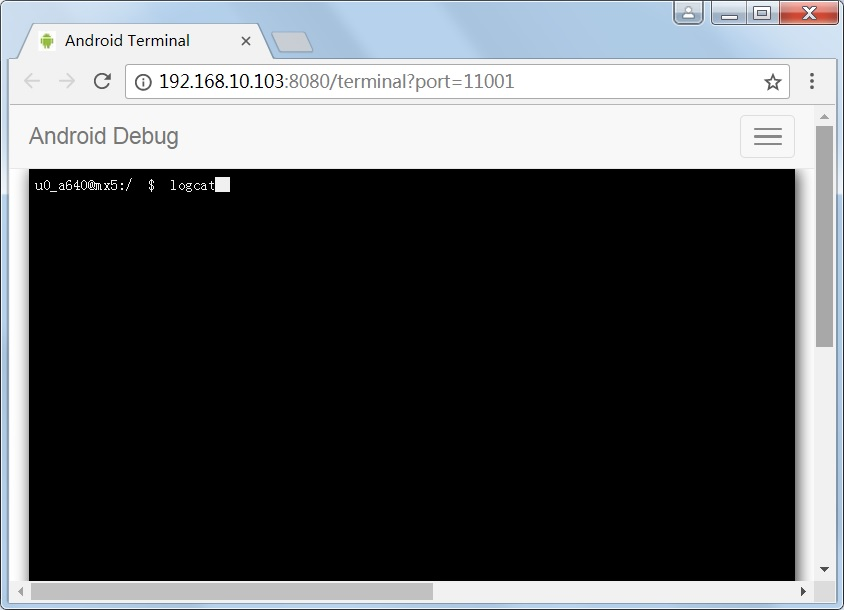 Android Terminal
192.168.10.103:8080/terminal?port=11001
Android Debug
u0_a640@mx5:/ $ logcat